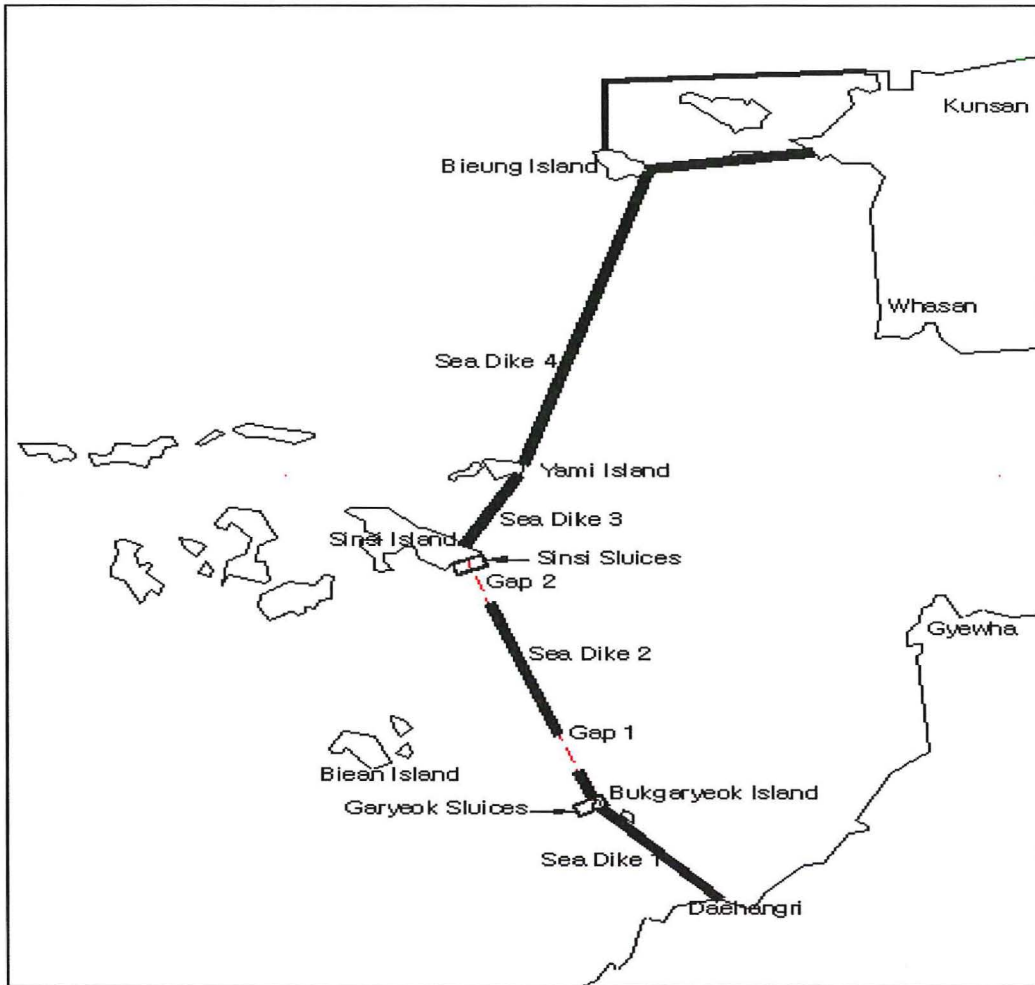 Kunsan
Bieung Island
Whasan
Sea Dike 4
Yami Island
Sea Dike 3
Sinsi Island
Sinsi Sluices
Gap 2
Gyewha
Sea Dike 2
Gap 1
Biean Island
Bukgaryeok Island
Garyeok Sluices
Sea Dike 1
Daehangri